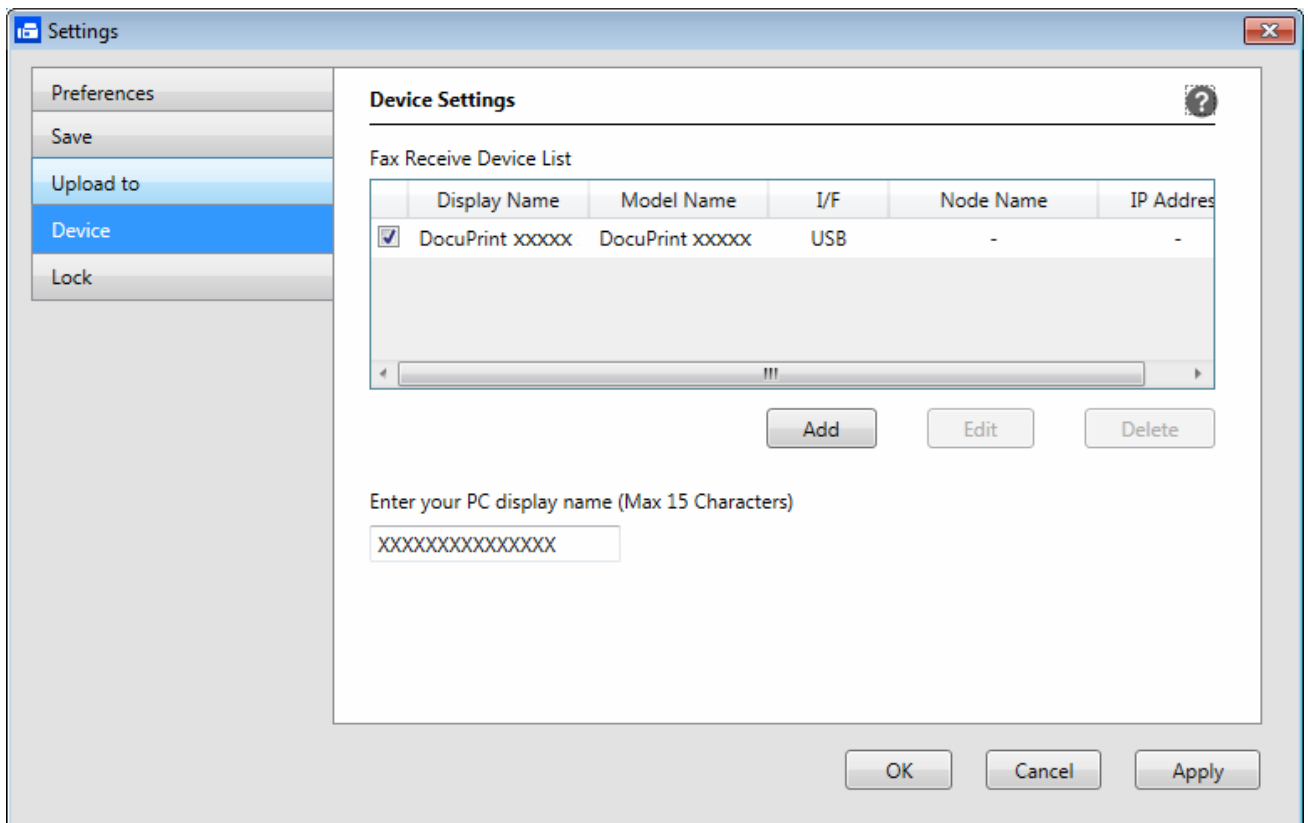 Settings
Preferences
Save
Upload to
Device
Lock
Device Settings
?
Fax Receive Device List
Display Name Model Name I/F Node Name IP Addres
DocuPrint XXXXX DocuPrint XXXXX USB - -
Add Edit Delete
Enter your PC display name (Max 15 Characters)
XXXXXXXXXXXXXXX
OK Cancel Apply